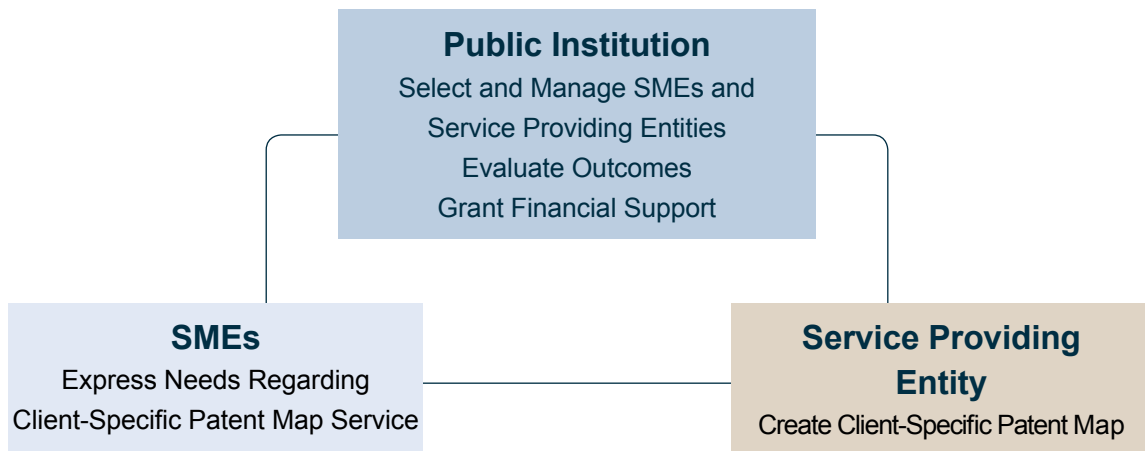 Public Institution
Select and Manage SMEs and
Service Providing Entities
Evaluate Outcomes
Grant Financial Support
SMEs
Express Needs Regarding
Client-Specific Patent Map Service
Service Providing
Entity
Create Client-Specific Patent Map